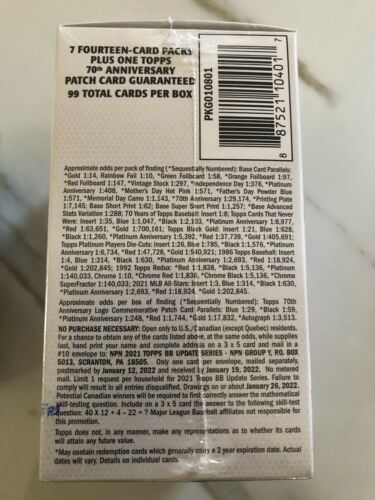 7 FOURTEEN-CARD PACKS
PLUS ONE TOPPS
70th ANNIVERSARY
PATCH CARD GUARANTEED
99 TOTAL CARDS PER BOX
PKG010801
8 87521 10401 7
Approximate odds per pack of finding (*Sequentially Numbered): Base Card Parallels:
*Gold 1:14, Rainbow Foil 1:10, *Green Foilboard 1:58, *Orange Foilboard 1:97,
*Red Foilboard 1:147, *Vintage Stock 1:297, *Independence Day 1:376, *Platinum
Anniversary 1:408, *Mother's Day Hot Pink 1:571, *Father's Day Powder Blue
1:571, *Memorial Day Camo 1:1,143, *70th Anniversary 1:29,174, *Printing Plate
1:7,145; Base Short Print 1:62; Base Super Short Print 1:1,257; *Base Advanced
Stats Variation 1:288; 70 Years of Topps Baseball: Insert 1:8; Topps Cards That Never
Were: Insert 1:35, Blue 1:1,047, *Black 1:2,133, *Platinum Anniversary 1:8,977,
*Red 1:63,651, *Gold 1:700,161; Topps Black Gold: Insert 1:21, Blue 1:628,
*Black 1:1,260, *Platinum Anniversary 1:5,392, *Red 1:37,739, *Gold 1:405,691;
Topps Platinum Players Die-Cuts: Insert 1:26, Blue 1:785, *Black 1:1,576, *Platinum
Anniversary 1:8,734, *Red 1:47,728, *Gold 1:540,921; 1986 Topps Baseball: Insert
1:4, Blue 1:314, *Black 1:630, *Platinum Anniversary 1:2,693, *Red 1:18,924,
*Gold 1:202,845; 1992 Topps Redux: *Red 1:1,838, *Black 1:5,136, *Platinum
1:140,033; Chrome 1:10, *Chrome Red 1:1,838, *Chrome Black 1:5,136, *Chrome
SuperFractor 1:140,033; 2021 MLB All-Stars: Insert 1:3, Blue 1:314, *Black 1:630,
*Platinum Anniversary 1:2,693, *Red 1:18,924, *Gold 1:202,845.
Approximate odds per box of finding (*Sequentially Numbered): Topps 70th
Anniversary Logo Commemorative Patch Card Parallels: Blue 1:29, *Black 1:59,
*Platinum Anniversary 1:248, *Red 1:1,744, *Gold 1:17,832, *Autograph 1:3,513.
NO PURCHASE NECESSARY: Open only to U.S./Canadian (except Quebec) residents.
For a chance to obtain any of the cards listed above, at the same odds, while supplies
last, hand print your name and complete address on a 3 x 5 card and mail in a
#10 envelope to: NPN 2021 TOPPS BB UPDATE SERIES - NPN GROUP Y, P.O. BOX
5013, SCRANTON, PA 18505. Only one card per envelope, mailed separately,
postmarked by January 12, 2022 and received by January 19, 2022. No metered
mail. Limit 1 request per household for 2021 Topps BB Update Series. Failure to
comply will result in all entries disqualified. Drawings on or about January 26, 2022.
Potential Canadian winners will be required to first correctly answer the mathematical
skill-testing question. Include on a 3 x 5 card the answer to the following skill-test
question: 40 X 12 ÷ 4 - 22 = ? Major League Baseball affiliates not responsible for
this promotion.
Topps does not, in any manner, make any representations as to whether its cards
will attain any future value.
*May contain redemption cards which generally carry a 2 year expiration date. Actual
odds may vary. Details on individual cards.